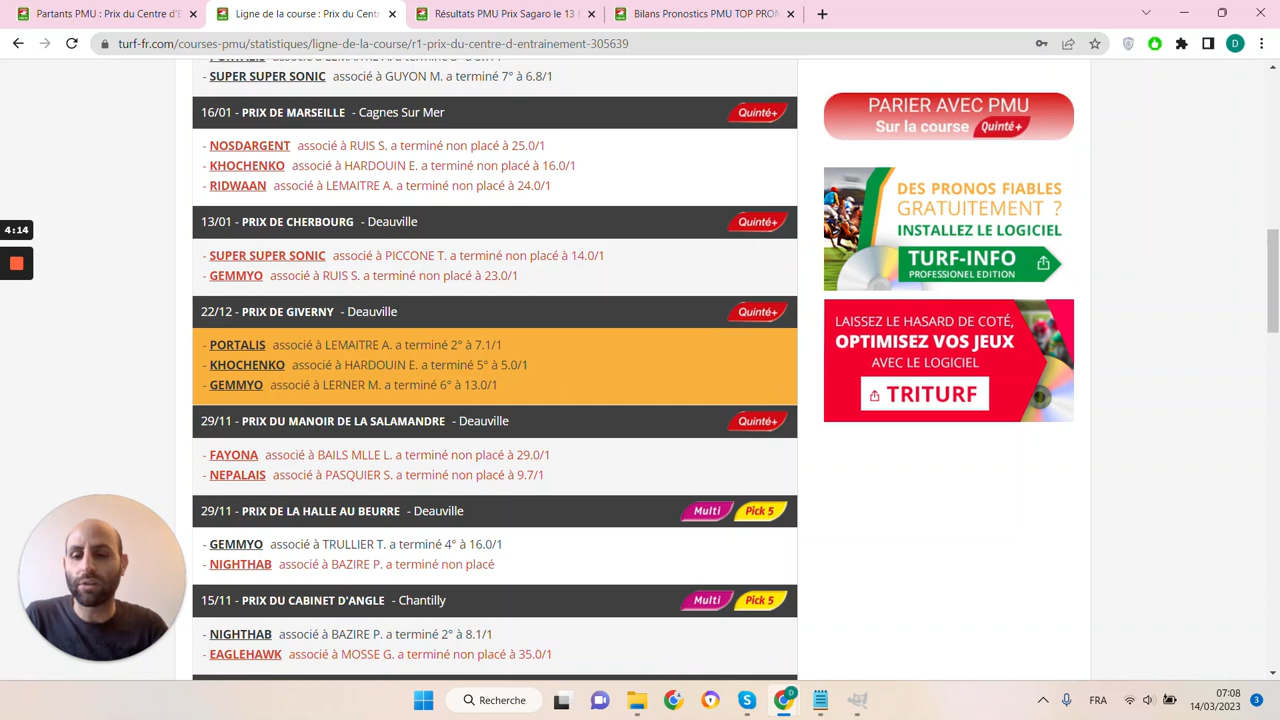 Partants PMU : Prix du Centre d'E
Ligne de la course : Prix du Cent
Résultats PMU Prix Sagaro le 13 !
Bilans Pronostics PMU TOP PRON
turf-fr.com/courses-pmu/statistiques/ligne-de-la-course/r1-prix-du-centre-d-entrainement-305639
D
- SUPER SUPER SONIC associé à GUYON M. a terminé 7° à 6.8/1
16/01 - PRIX DE MARSEILLE - Cagnes Sur Mer Quinté+
- NOSDARGENT associé à RUIS S. a terminé non placé à 25.0/1
- KHOCHENKO associé à HARDOUIN E. a terminé non placé à 16.0/1
- RIDWAAN associé à LEMAITRE A. a terminé non placé à 24.0/1
13/01 - PRIX DE CHERBOURG - Deauville Quinté+
- SUPER SUPER SONIC associé à PICCONE T. a terminé non placé à 14.0/1
- GEMMYO associé à RUIS S. a terminé non placé à 23.0/1
22/12 - PRIX DE GIVERNY - Deauville Quinté+
- PORTALIS associé à LEMAITRE A. a terminé 2° à 7.1/1
- KHOCHENKO associé à HARDOUIN E. a terminé 5° à 5.0/1
- GEMMYO associé à LERNER M. a terminé 6° à 13.0/1
29/11 - PRIX DU MANOIR DE LA SALAMANDRE - Deauville Quinté+
- FAYONA associé à BAILS MLLE L. a terminé non placé à 29.0/1
- NEPALAIS associé à PASQUIER S. a terminé non placé à 9.7/1
29/11 - PRIX DE LA HALLE AU BEURRE - Deauville Multi Pick 5
- GEMMYO associé à TRULLIER T. a terminé 4° à 16.0/1
- NIGHTHAB associé à BAZIRE P. a terminé non placé
15/11 - PRIX DU CABINET D'ANGLE - Chantilly Multi Pick 5
- NIGHTHAB associé à BAZIRE P. a terminé 2° à 8.1/1
- EAGLEHAWK associé à MOSSE G. a terminé non placé à 35.0/1
PARIER AVEC PMU
Sur la course Quinté+
DES PRONOS FIABLES
GRATUITEMENT ?
INSTALLEZ LE LOGICIEL
TURF-INFO
PROFESSIONEL EDITION
LAISSEZ LE HASARD DE COTÉ,
OPTIMISEZ VOS JEUX
AVEC LE LOGICIEL
TRITURF
4:14
Recherche
D
FRA
07:08
14/03/2023
3